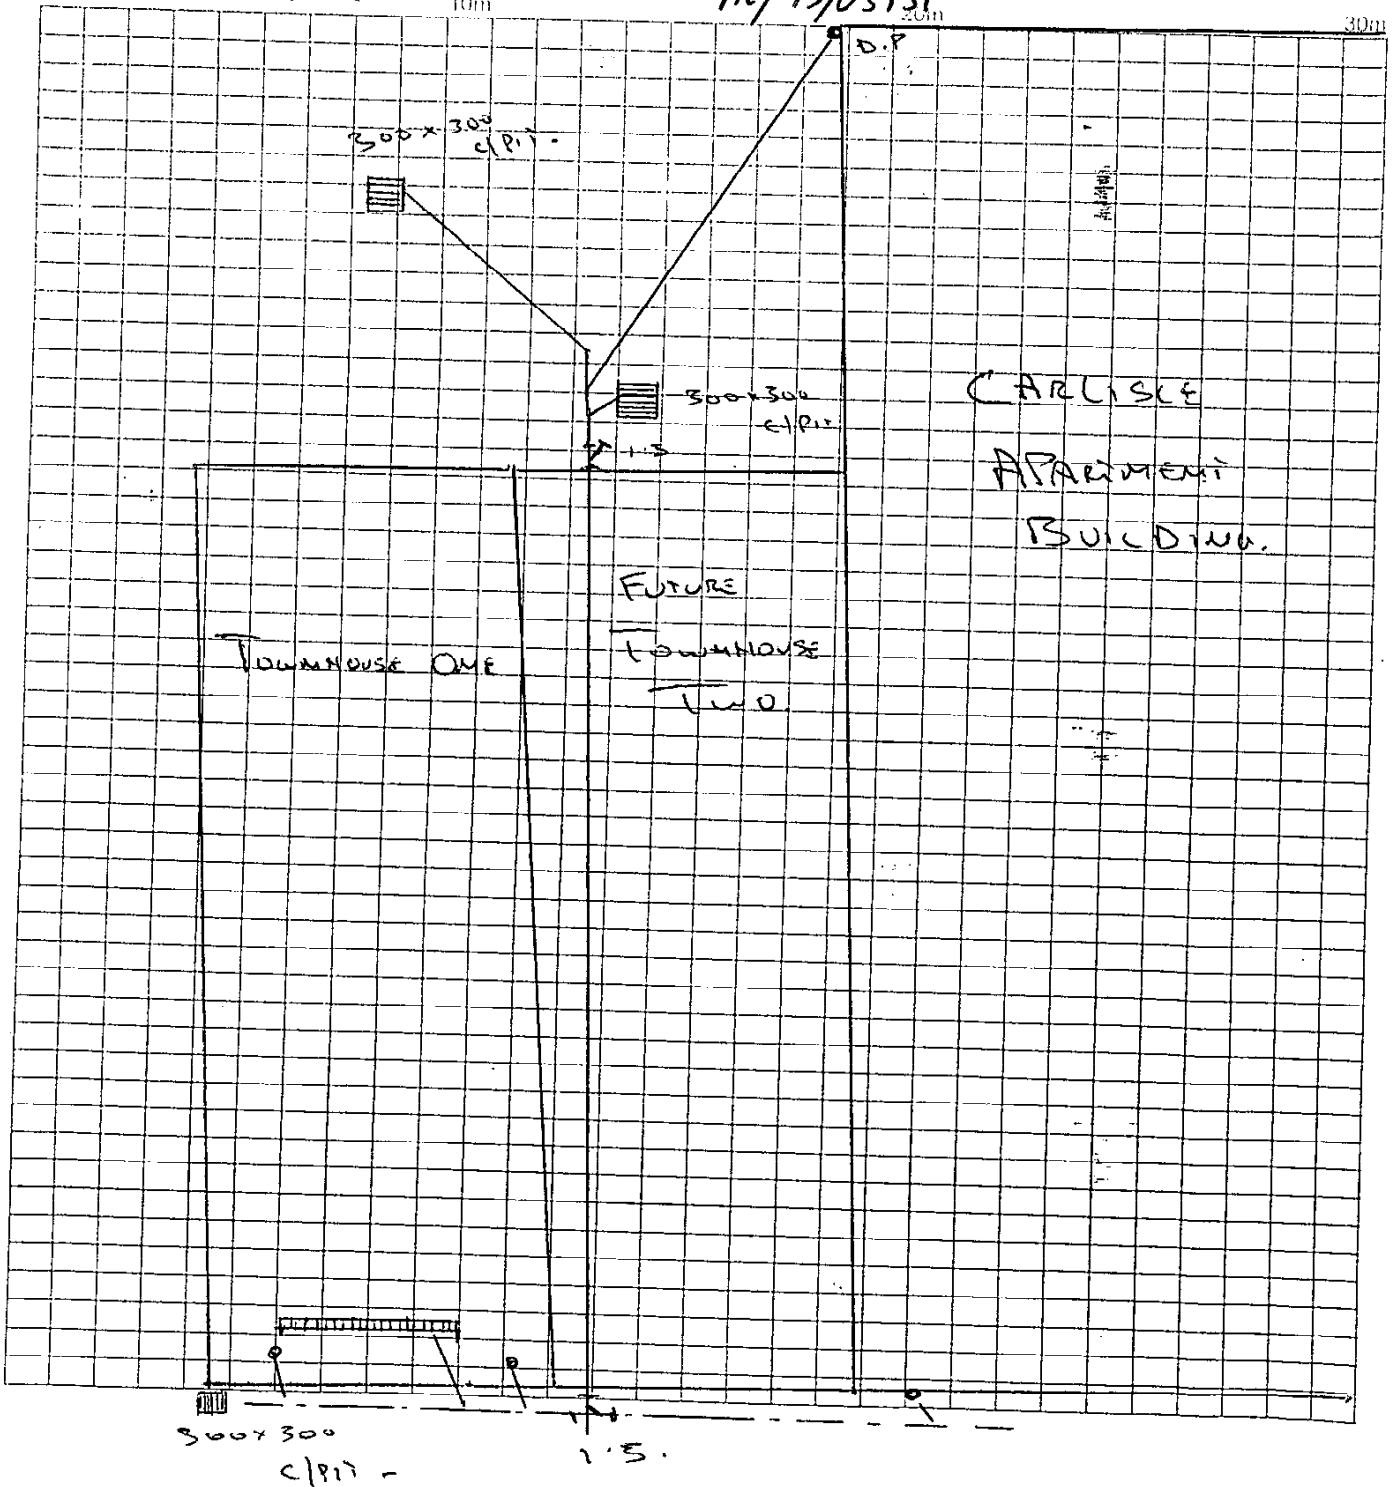 10m
20m
30m
D.P
300 x 300
c/Pit.
300x300
c/Pit
1.5
CARLISLE
APARTMENT
BUILDING.
FUTURE
TOWNHOUSE
TWO.
TOWNHOUSE ONE
300x300
C/PIT -
1.5.